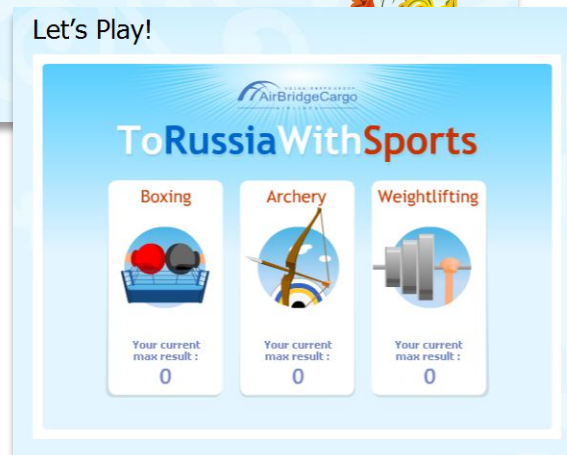 Let's Play!
AirBridgeCargo
ToRussiaWithSports
Boxing
Archery
Weightlifting
Your current
max result :
0
Your current
max result :
0
Your current
max result :
0